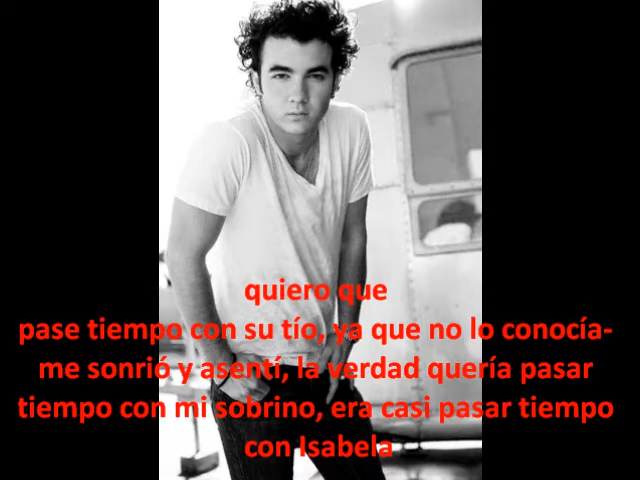 quiero que
pase tiempo con su tío, ya que no lo conocía-
me sonrió y asentí, la verdad quería pasar
tiempo con mi sobrino, era casi pasar tiempo
con Isabela